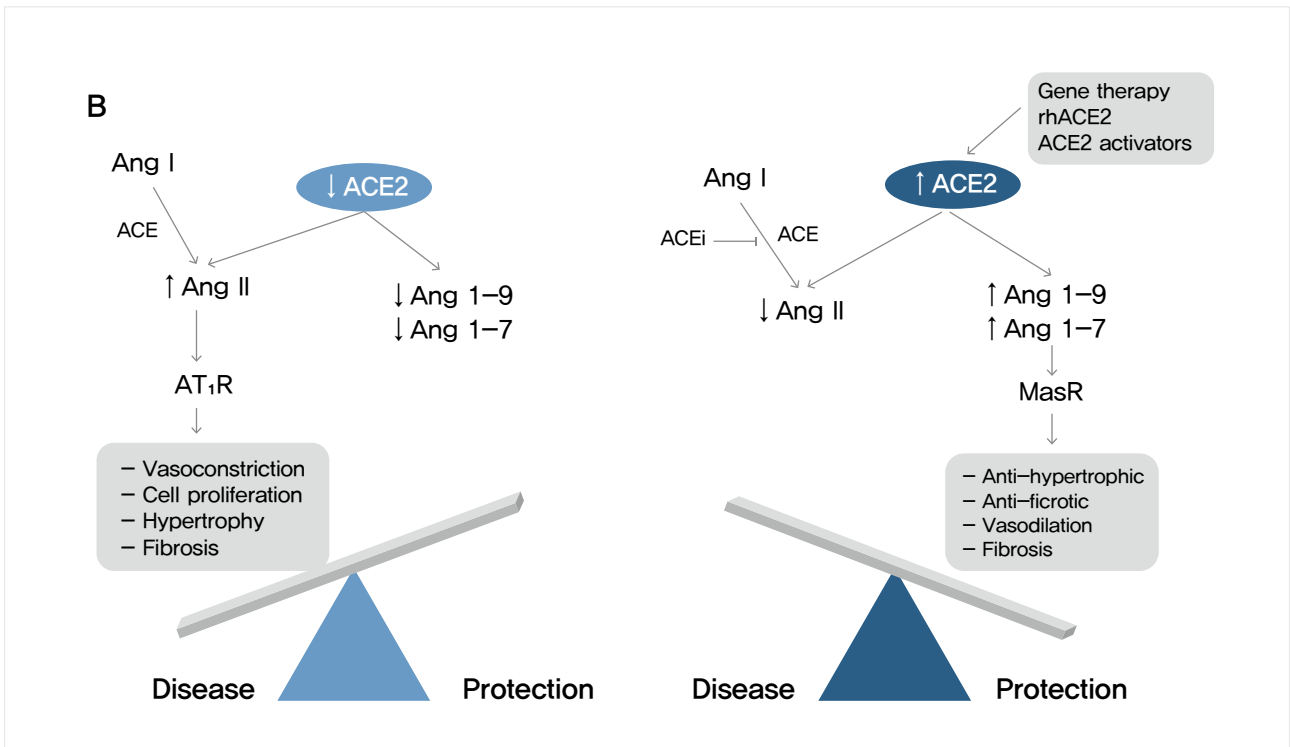 B
Ang I
↓ ACE2
ACE
↑ Ang II
↓ Ang 1–9
↓ Ang 1–7
AT₁R
– Vasoconstriction
– Cell proliferation
– Hypertrophy
– Fibrosis
Disease
Protection
Gene therapy
rhACE2
ACE2 activators
Ang I
↑ ACE2
ACEi
ACE
↓ Ang II
↑ Ang 1–9
↑ Ang 1–7
MasR
– Anti–hypertrophic
– Anti–ficrotic
– Vasodilation
– Fibrosis
Disease
Protection